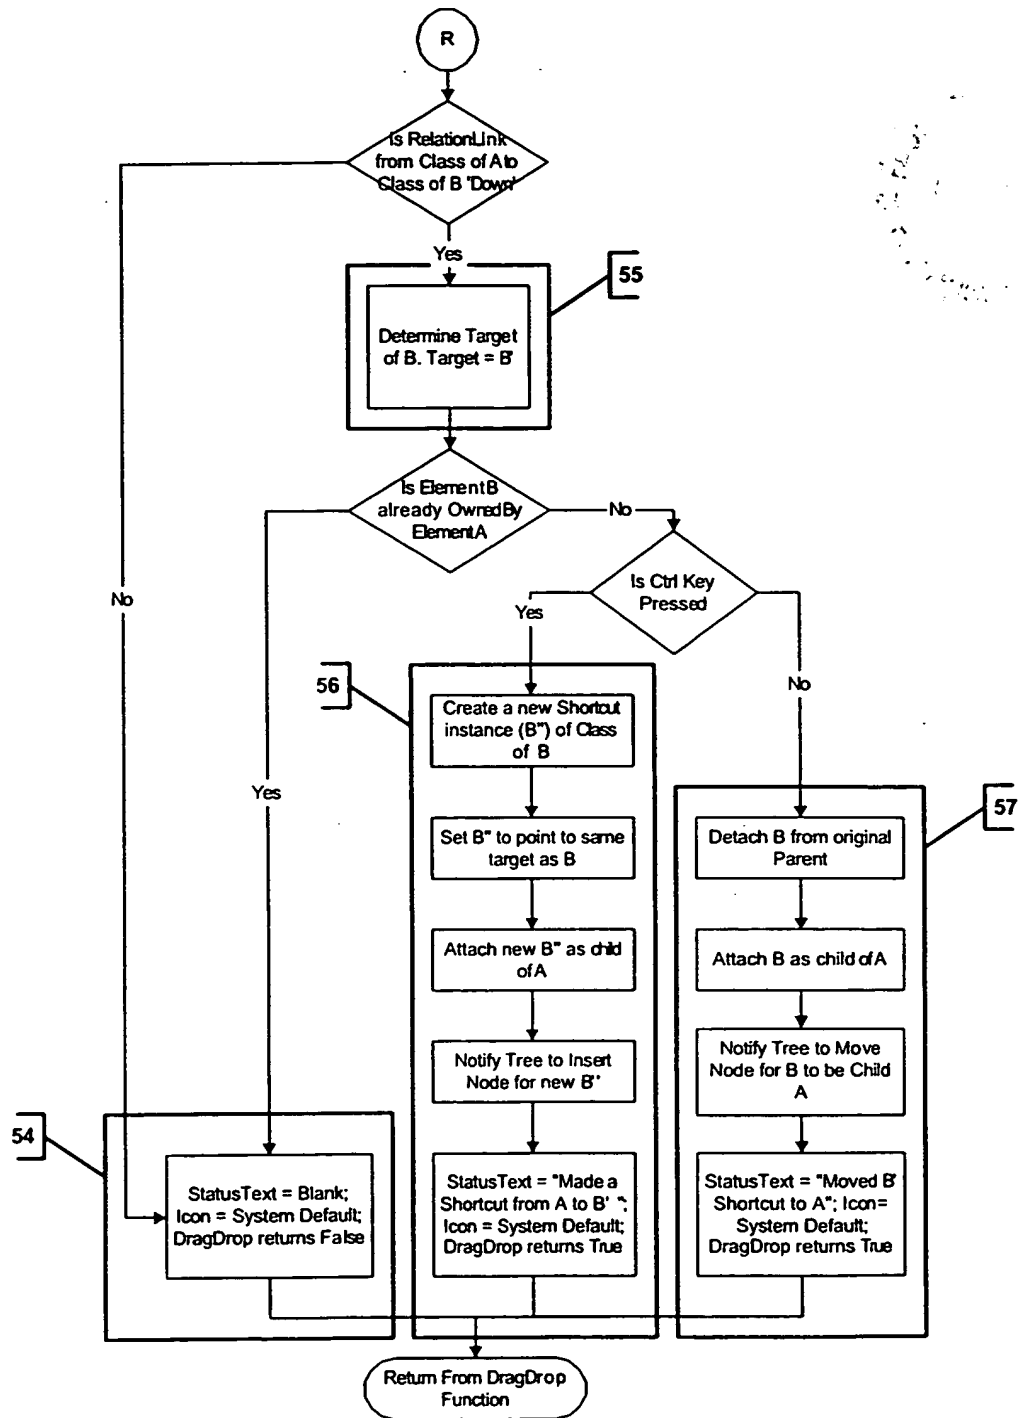 R
Is RelationLink
from Class of A to
Class of B 'Down'
Yes
55
Determine Target
of B. Target = B'
Is Element B
already OwnedBy
Element A
No
Is Ctrl Key
Pressed
No
Yes
No
56
Create a new Shortcut
instance (B") of Class
of B
Yes
57
Set B" to point to same
target as B
Detach B from original
Parent
Attach new B" as child
of A
Attach B as child of A
Notify Tree to Insert
Node for new B"
Notify Tree to Move
Node for B to be Child
A
54
StatusText = Blank;
Icon = System Default;
DragDrop returns False
StatusText = "Made a
Shortcut from A to B' ";
Icon = System Default;
DragDrop returns True
StatusText = "Moved B'
Shortcut to A"; Icon=
System Default;
DragDrop returns True
Return From DragDrop
Function